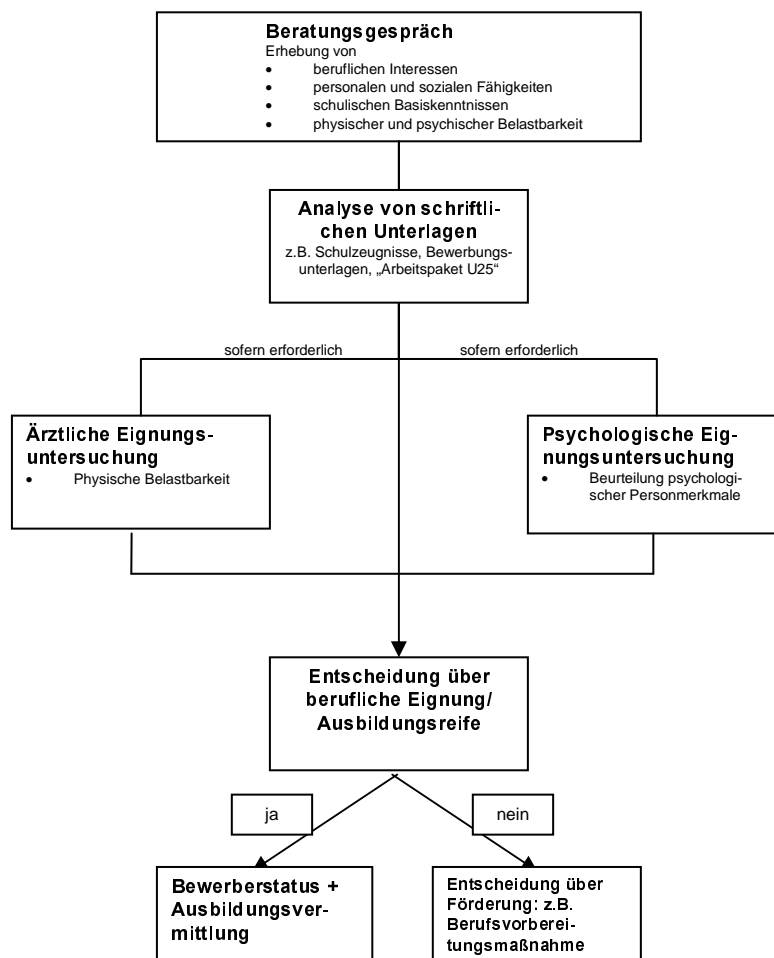 Beratungsgespräch
Erhebung von
• beruflichen Interessen
• personalen und sozialen Fähigkeiten
• schulischen Basiskenntnissen
• physischer und psychischer Belastbarkeit
Analyse von schriftli-
chen Unterlagen
z.B. Schulzeugnisse, Bewerbungs-
unterlagen, „Arbeitspaket U25“
sofern erforderlich
sofern erforderlich
Ärztliche Eignungs-
untersuchung
• Physische Belastbarkeit
Psychologische Eig-
nungsuntersuchung
• Beurteilung psychologi-
scher Personmerkmale
Entscheidung über
berufliche Eignung/
Ausbildungsreife
ja
nein
Bewerberstatus +
Ausbildungsver-
mittlung
Entscheidung über
Förderung: z.B.
Berufsvorberei-
tungsmaßnahme